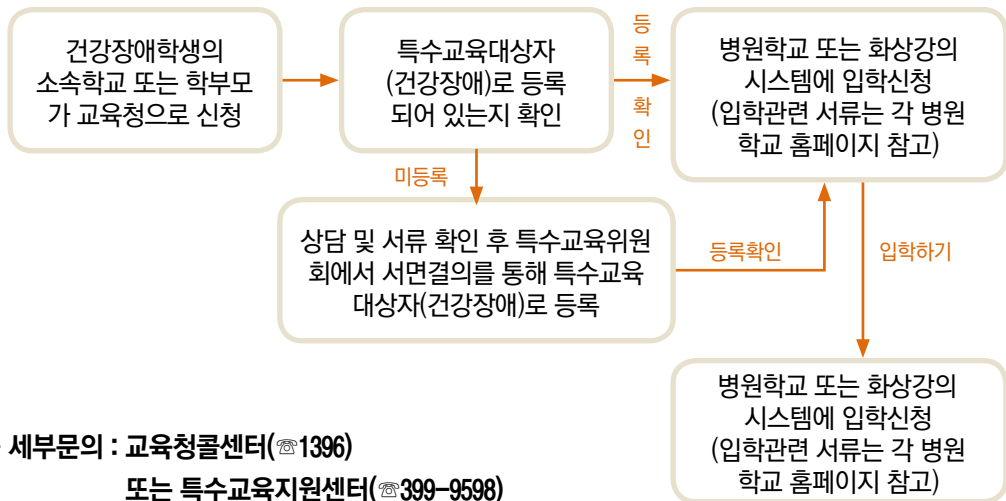 건강장애학생의
소속학교 또는 학부모
가 교육청으로 신청
특수교육대상자
(건강장애)로 등록
되어 있는지 확인
등
록
확
인
병원학교 또는 화상강의
시스템에 입학신청
(입학관련 서류는 각 병원
학교 홈페이지 참고)
미등록
상담 및 서류 확인 후 특수교육위원
회에서 서면결의를 통해 특수교육
대상자(건강장애)로 등록
등록확인
입학하기
병원학교 또는 화상강의
시스템에 입학신청
(입학관련 서류는 각 병원
학교 홈페이지 참고)
세부문의 : 교육청콜센터(☏1396)
또는 특수교육지원센터(☏399-9598)